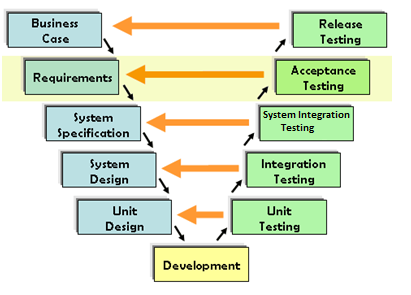 Business
Case
Release
Testing
Requirements
Acceptance
Testing
System
Specification
System Integration
Testing
System
Design
Integration
Testing
Unit
Design
Unit
Testing
Development